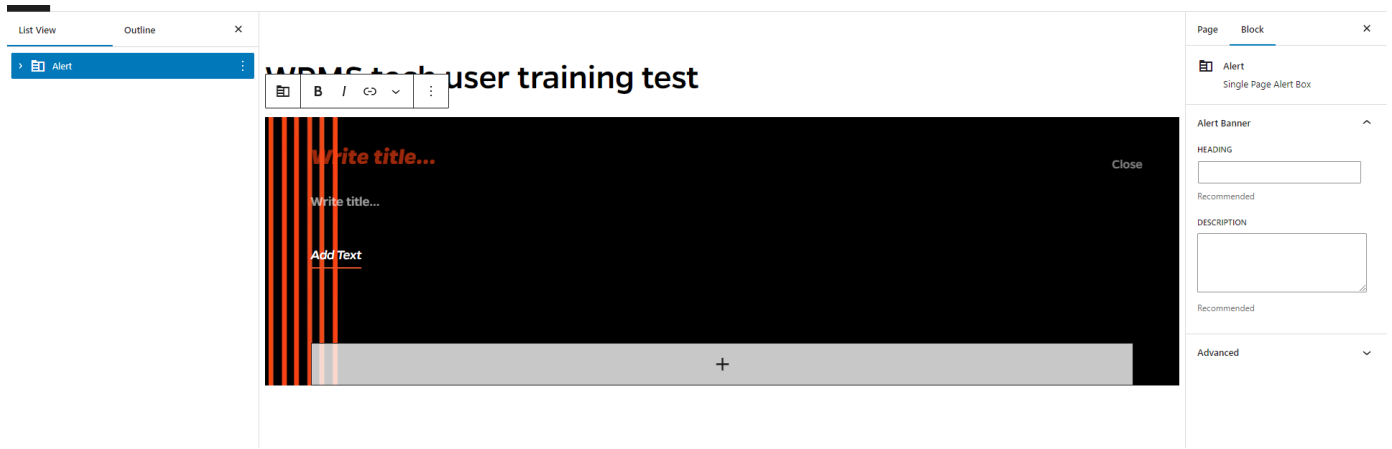 List View Outline
Alert
WPMS tech user training test
B I
Write title...
Close
Write title...
Add Text
Page Block
Alert
Single Page Alert Box
Alert Banner
HEADING
Recommended
DESCRIPTION
Recommended
Advanced